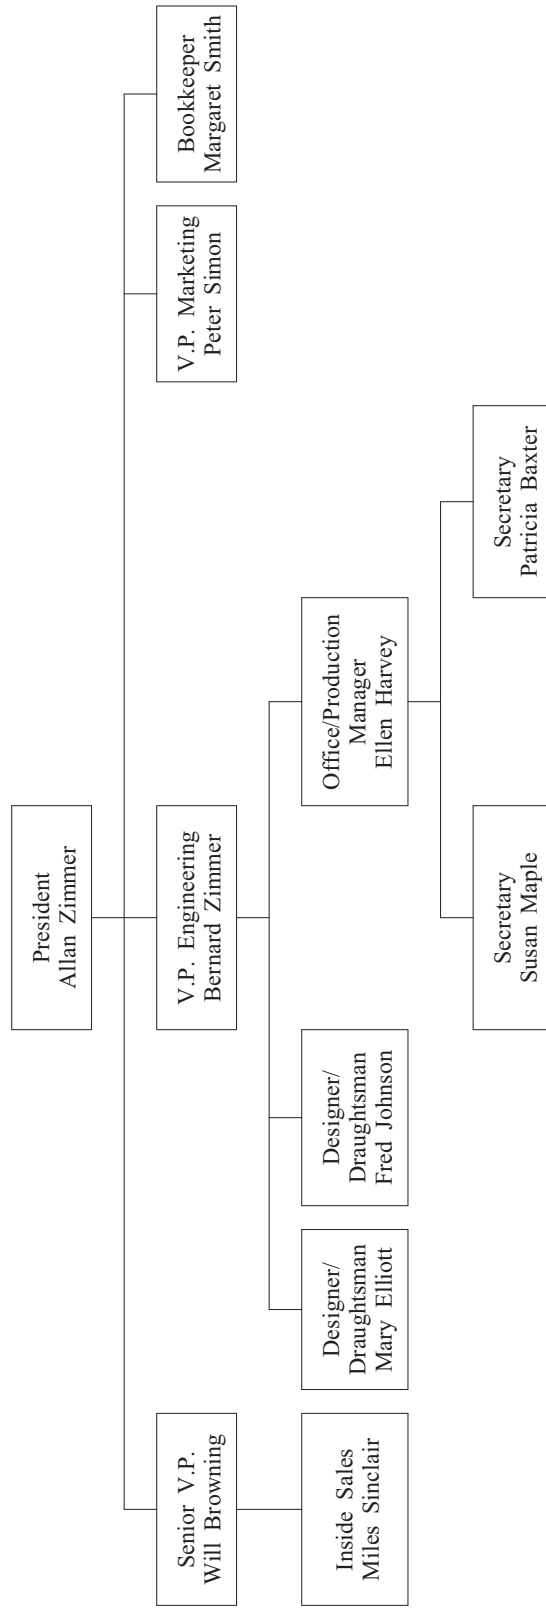 President
Allan Zimmer
Senior V.P.
Will Browning
V.P. Engineering
Bernard Zimmer
V.P. Marketing
Peter Simon
Bookkeeper
Margaret Smith
Inside Sales
Miles Sinclair
Designer/
Draughtsman
Mary Elliott
Designer/
Draughtsman
Fred Johnson
Office/Production
Manager
Ellen Harvey
Secretary
Susan Maple
Secretary
Patricia Baxter